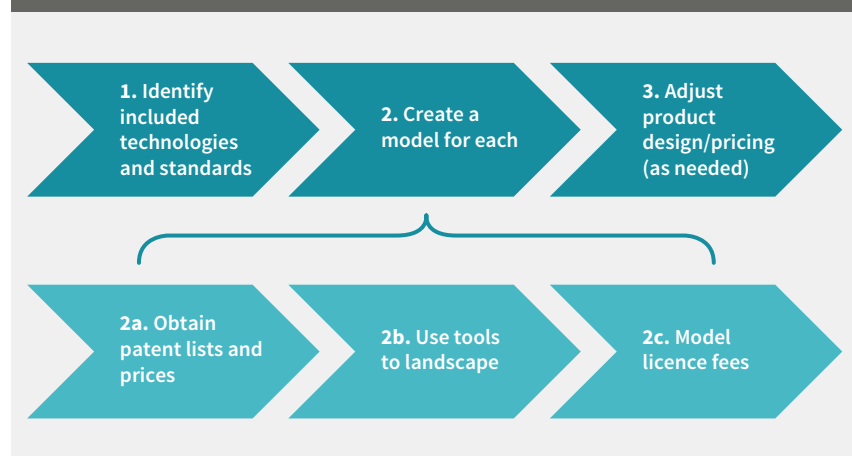 1. Identify
included
technologies
and standards
2. Create a
model for each
3. Adjust
product
design/pricing
(as needed)
2a. Obtain
patent lists and
prices
2b. Use tools
to landscape
2c. Model
licence fees